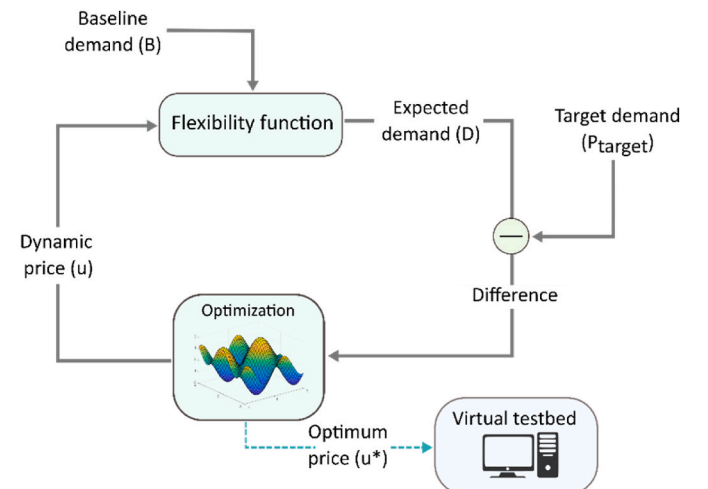 Baseline
demand (B)
Flexibility function
Expected
demand (D)
Target demand
(Ptarget)
Dynamic
price (u)
Difference
Optimization
Optimum
price (u*)
Virtual testbed